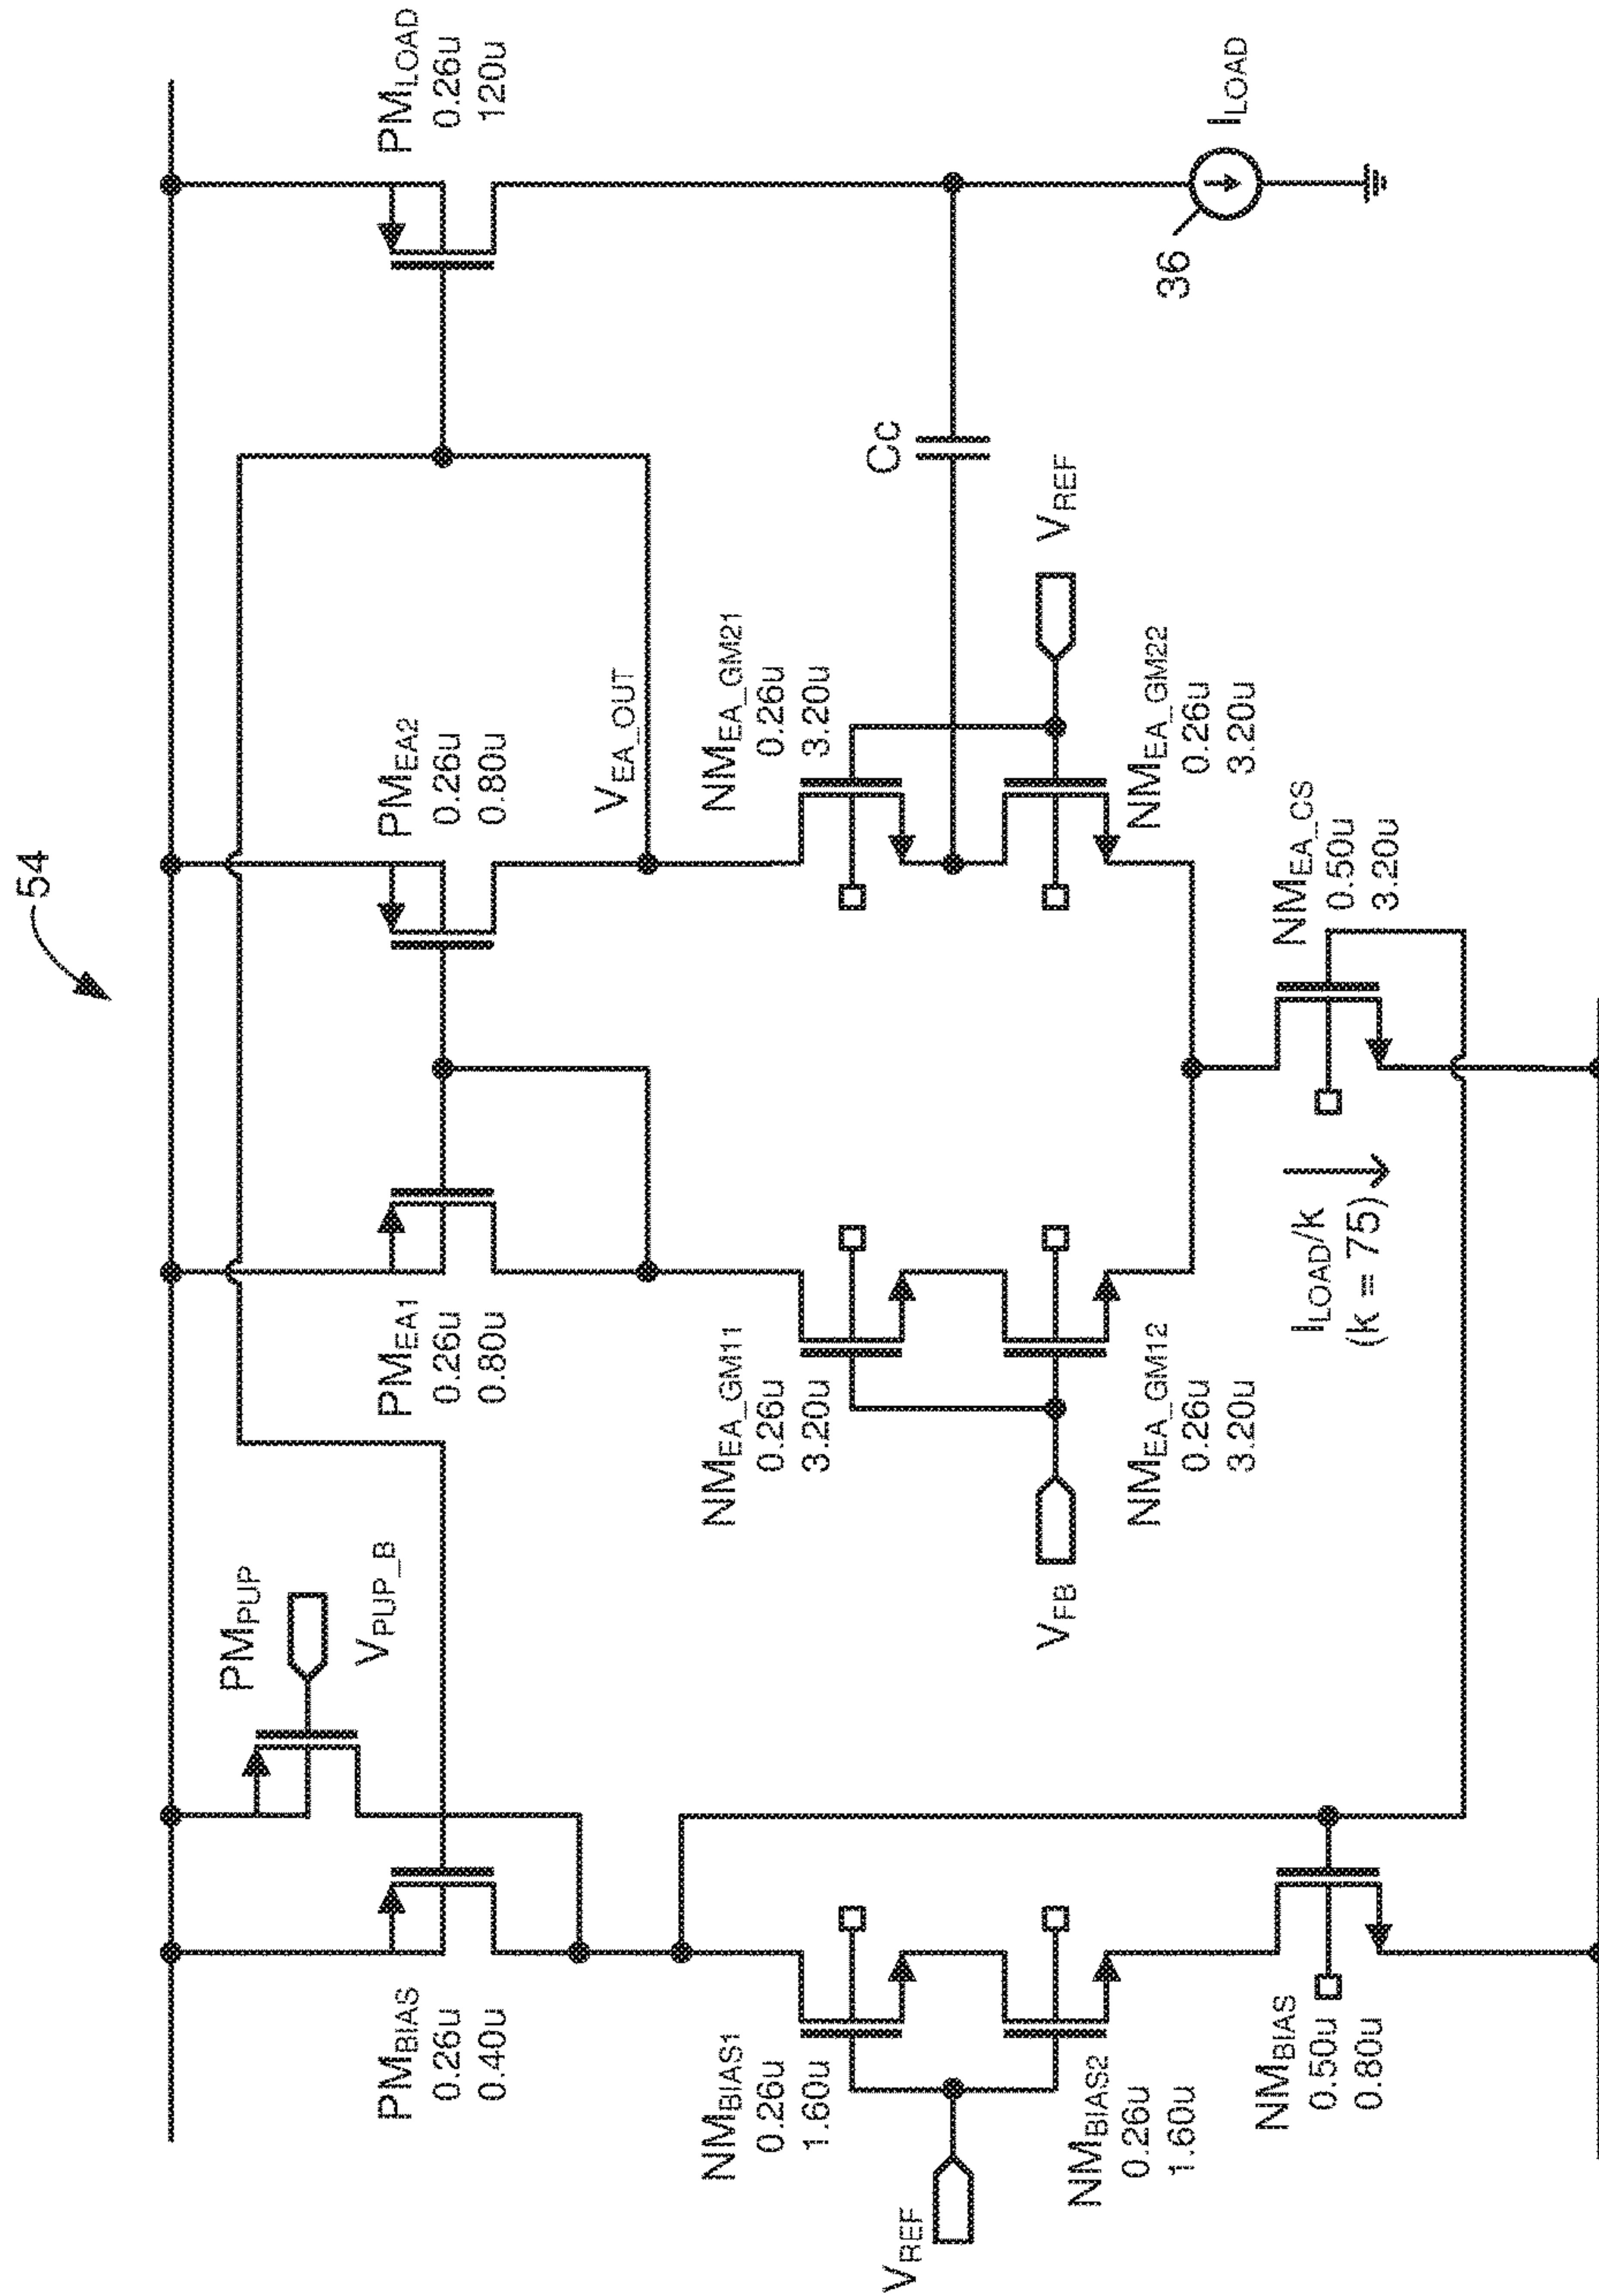 54
PM_BIAS
0.26u
0.40u
PM_PUP
V_PUP_B
PM_EA1
0.26u
0.80u
PM_EA2
0.26u
0.80u
PM_LOAD
0.26u
120u
V_EA_OUT
NM_BIAS1
0.26u
1.60u
NM_EA_GM11
0.26u
3.20u
NM_EA_GM21
0.26u
3.20u
Cc
V_REF
V_FB
V_REF
NM_BIAS2
0.26u
1.60u
NM_EA_GM12
0.26u
3.20u
NM_EA_GM22
0.26u
3.20u
36
I_LOAD
NM_BIAS
0.50u
0.80u
I_LOAD/k
(k = 75)
NM_EA_CS
0.50u
3.20u